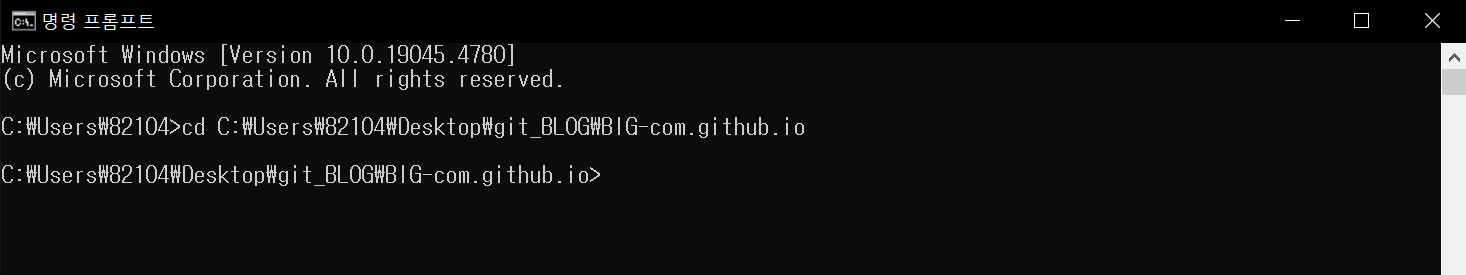 명령 프롬프트
Microsoft Windows [Version 10.0.19045.4780]
(c) Microsoft Corporation. All rights reserved.
C:₩Users₩82104>cd C:₩Users₩82104₩Desktop₩git_BLOG₩BIG-com.github.io
C:₩Users₩82104₩Desktop₩git_BLOG₩BIG-com.github.io>